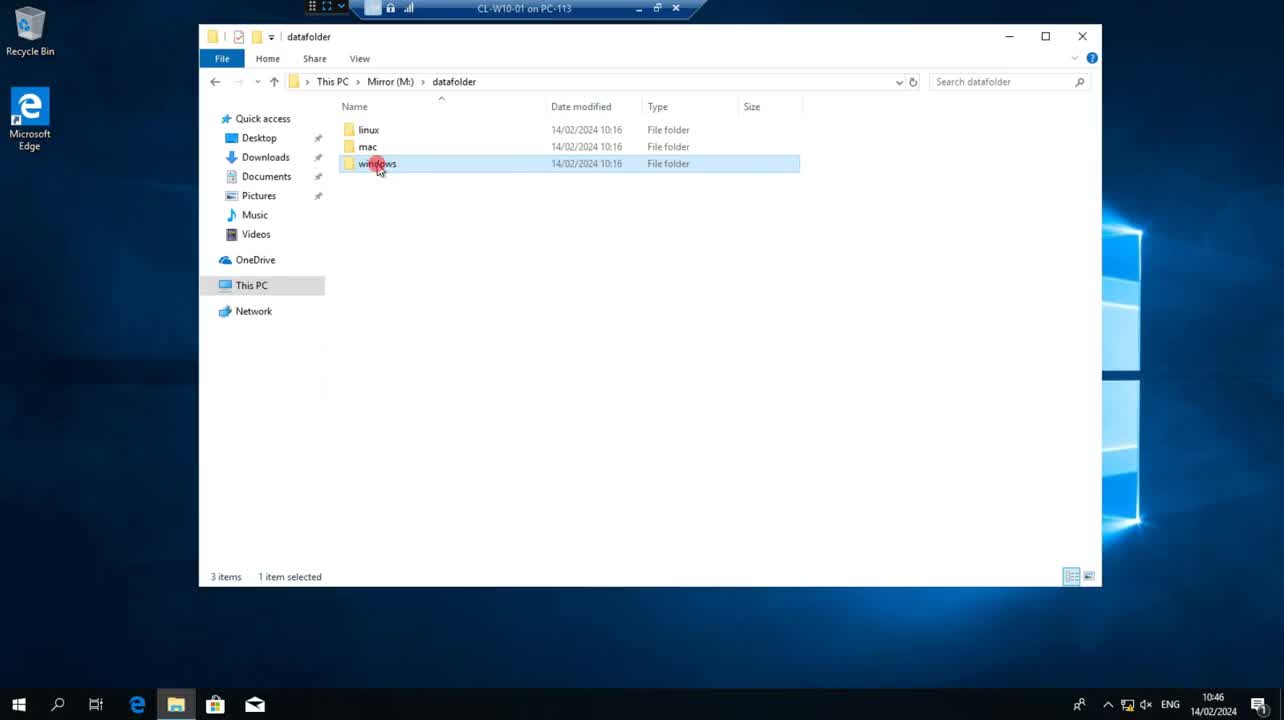 CL-W10-01 on PC-113
Recycle Bin
Microsoft
Edge
datafolder
File Home Share View
This PC Mirror (M:) datafolder
Search datafolder
Name Date modified Type Size
linux 14/02/2024 10:16 File folder
mac 14/02/2024 10:16 File folder
windows 14/02/2024 10:16 File folder
Quick access
Desktop
Downloads
Documents
Pictures
Music
Videos
OneDrive
This PC
Network
3 items 1 item selected
ENG
10:46
14/02/2024
1